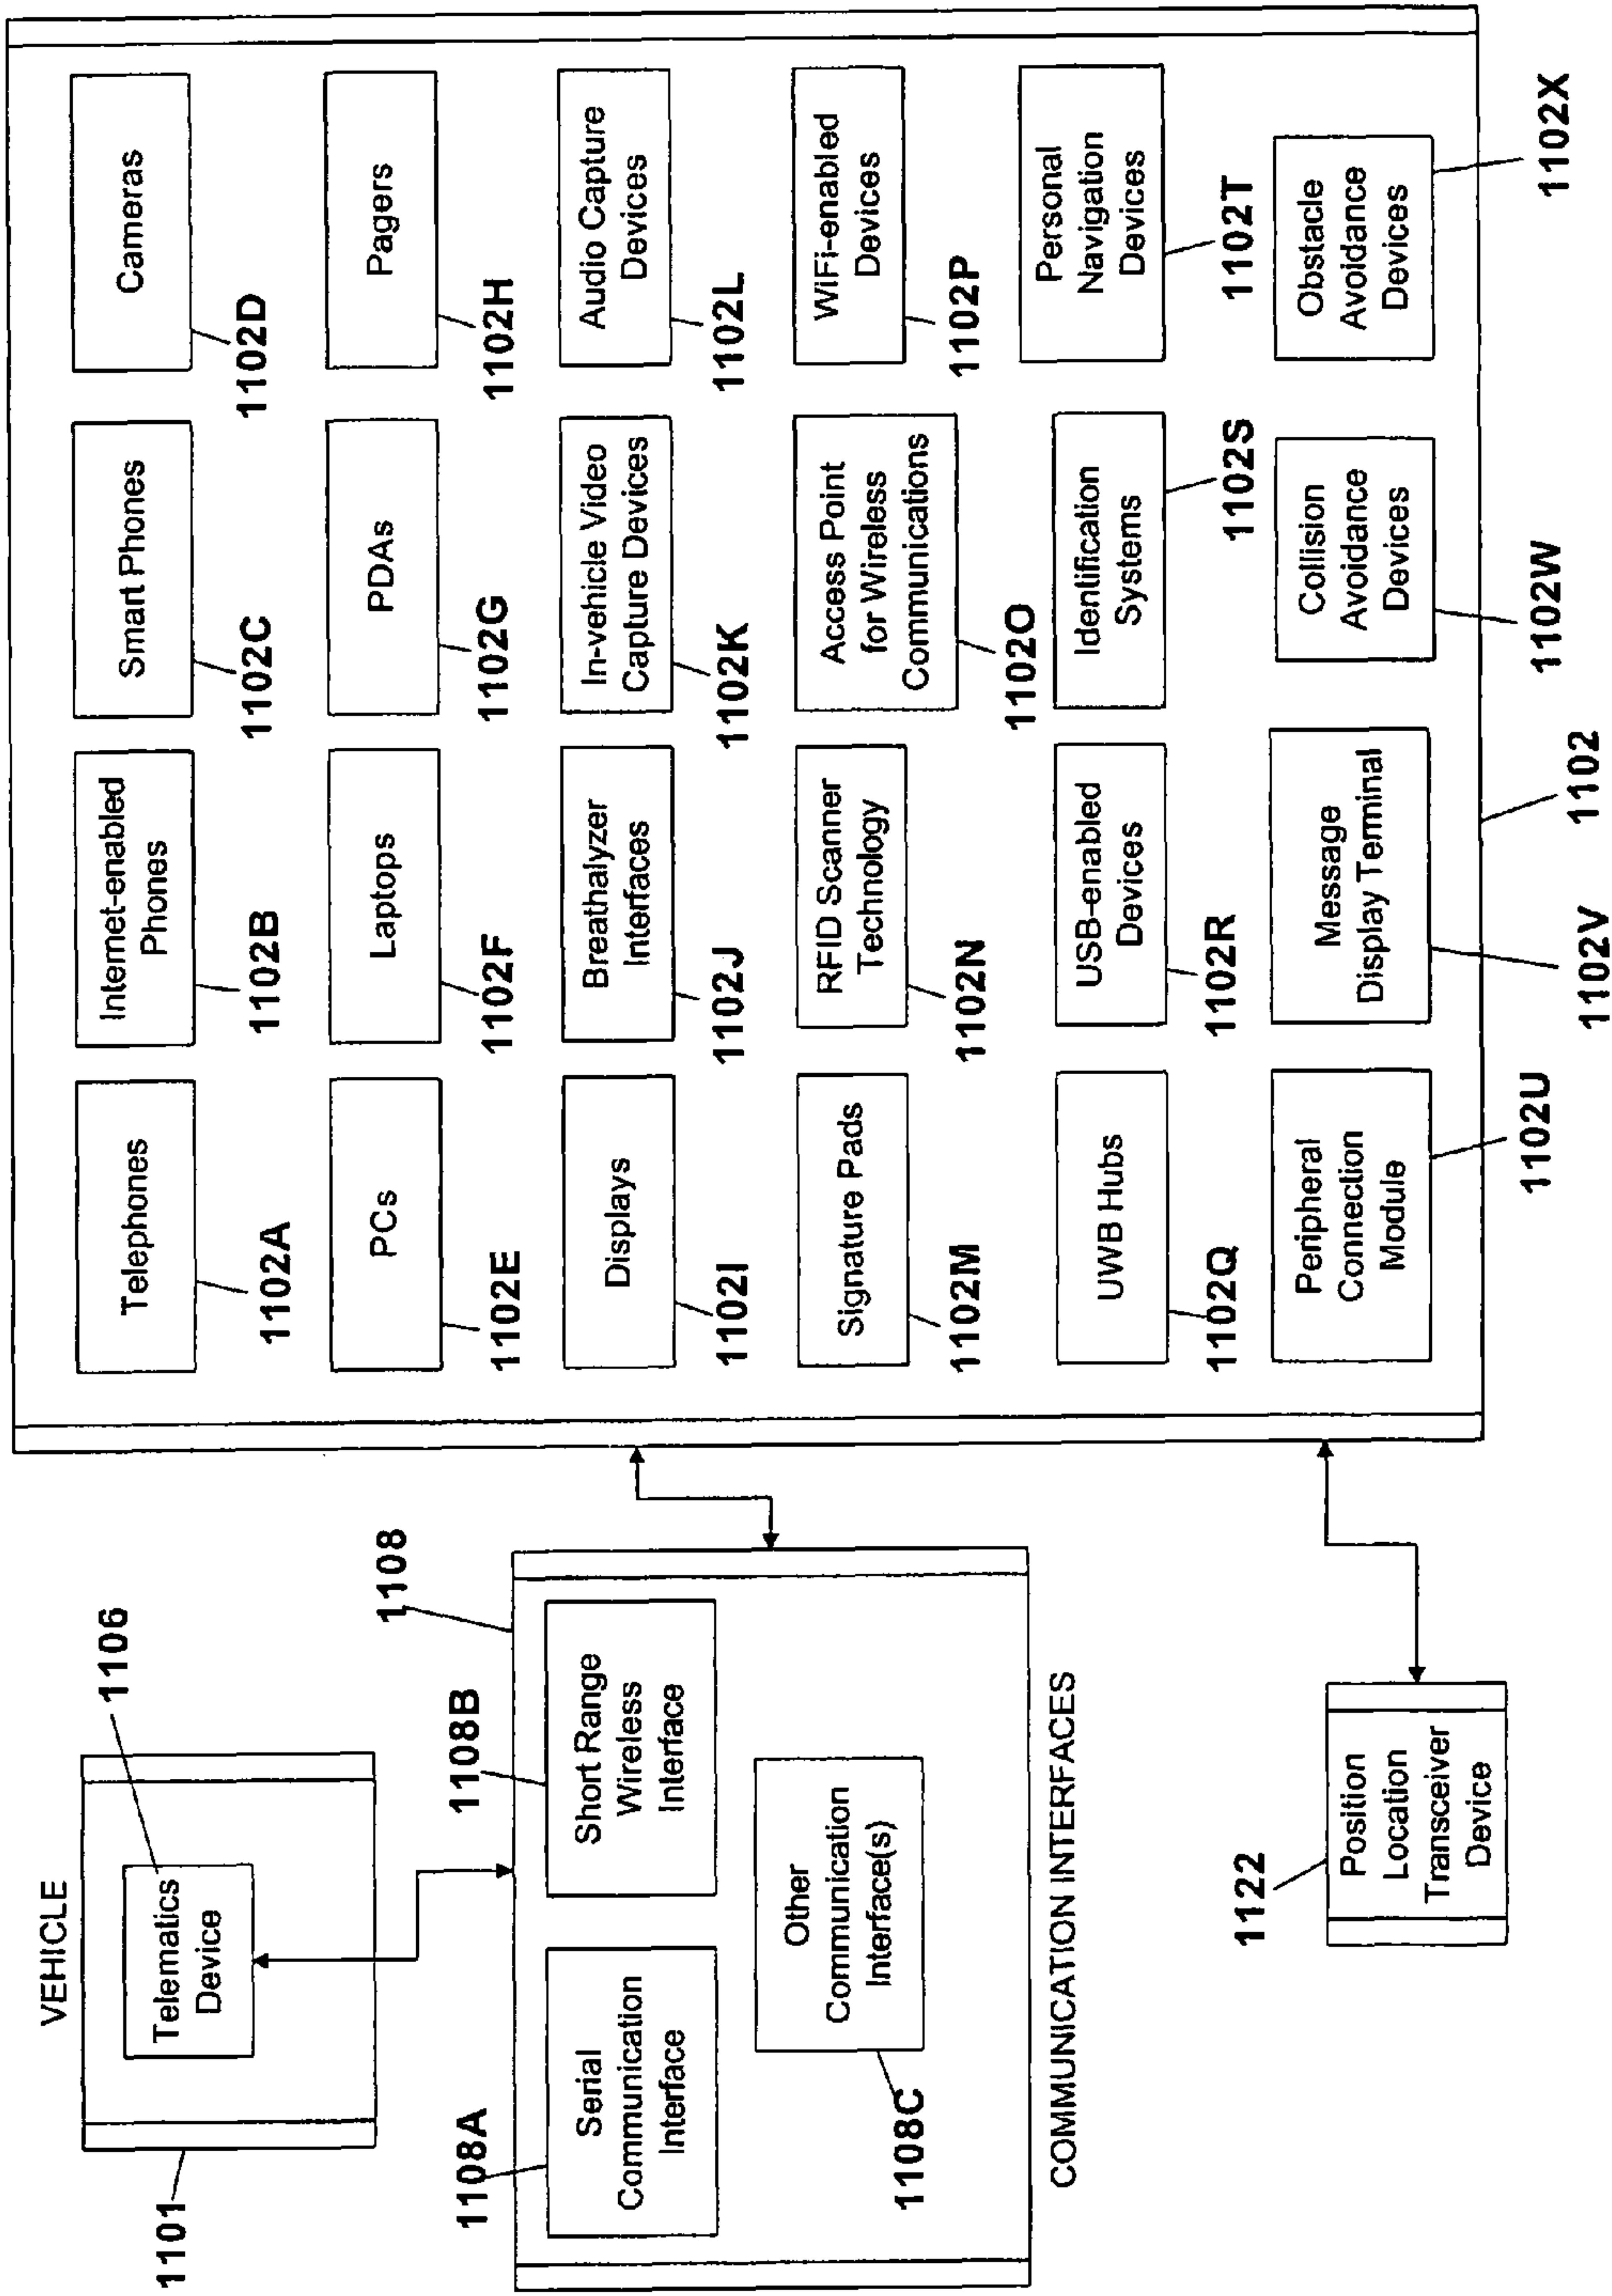 VEHICLE
1101
Telematics
Device
1106
1108
1108A
Serial
Communication
Interface
1108B
Short Range
Wireless
Interface
1108C
Other
Communication
Interface(s)
COMMUNICATION INTERFACES
1122
Position
Location
Transceiver
Device
Telephones
1102A
Internet-enabled
Phones
1102B
Smart Phones
1102C
Cameras
1102D
PCs
1102E
Laptops
1102F
PDAs
1102G
Pagers
1102H
Displays
1102I
Breathalyzer
Interfaces
1102J
In-vehicle Video
Capture Devices
1102K
Audio Capture
Devices
1102L
Signature Pads
1102M
RFID Scanner
Technology
1102N
Access Point
for Wireless
Communications
1102O
WiFi-enabled
Devices
1102P
UWB Hubs
1102Q
USB-enabled
Devices
1102R
Identification
Systems
1102S
Personal
Navigation
Devices
1102T
Peripheral
Connection
Module
1102U
Message
Display Terminal
1102V
Collision
Avoidance
Devices
1102W
Obstacle
Avoidance
Devices
1102X
1102